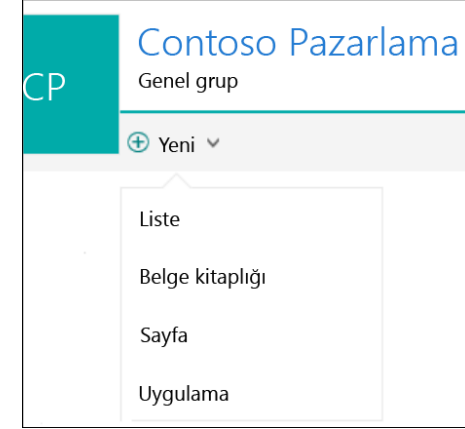 CP
Contoso Pazarlama
Genel grup
Yeni
Liste
Belge kitaplığı
Sayfa
Uygulama